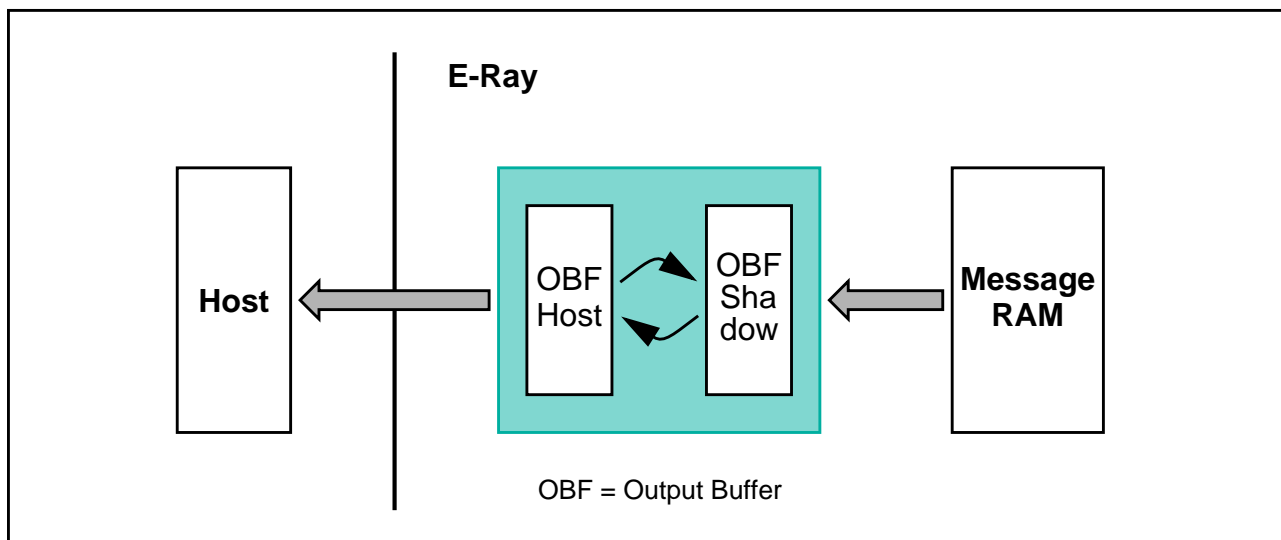 E-Ray
Host
OBF
Host
OBF
Sha
dow
Message
RAM
OBF = Output Buffer